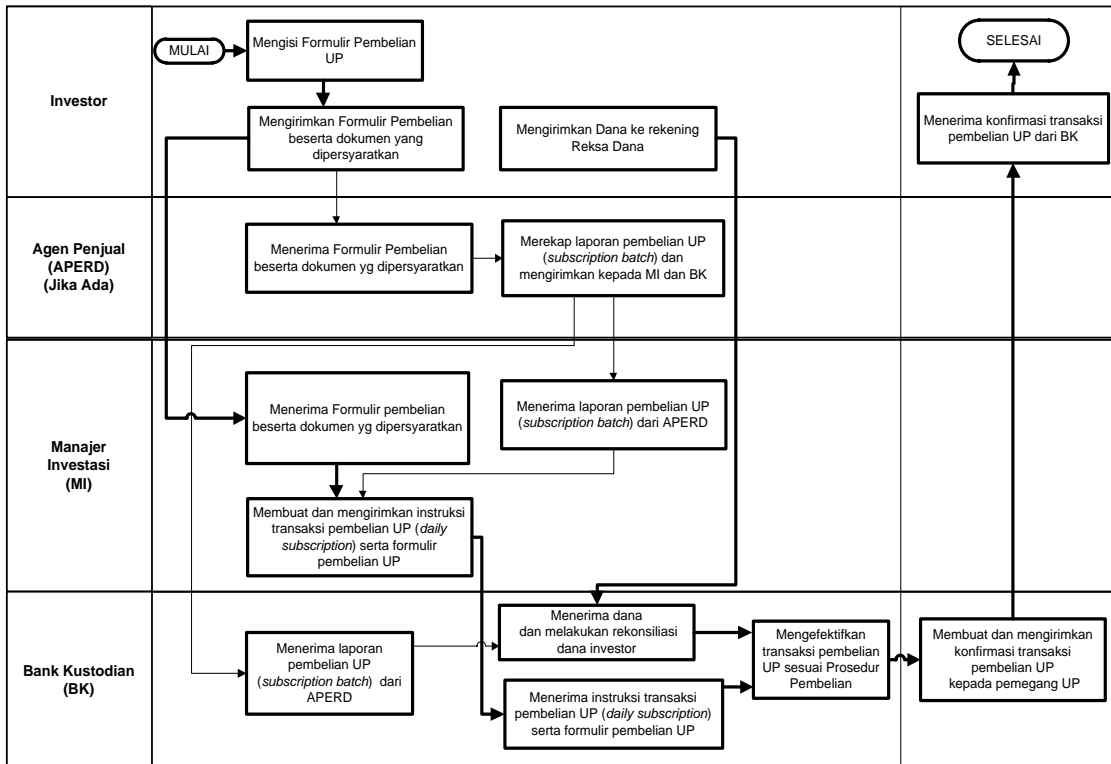 Investor
MULAI
Mengisi Formulir Pembelian
UP
Mengirimkan Formulir Pembelian
beserta dokumen yang
dipersyaratkan
Mengirimkan Dana ke rekening
Reksa Dana
SELESAI
Menerima konfirmasi transaksi
pembelian UP dari BK
Agen Penjual
(APERD)
(Jika Ada)
Menerima Formulir Pembelian
beserta dokumen yg dipersyaratkan
Merekap laporan pembelian UP
(subscription batch) dan
mengirimkan kepada MI dan BK
Manajer
Investasi
(MI)
Menerima Formulir pembelian
beserta dokumen yg dipersyaratkan
Menerima laporan pembelian UP
(subscription batch) dari APERD
Membuat dan mengirimkan instruksi
transaksi pembelian UP (daily
subscription) serta formulir
pembelian UP
Bank Kustodian
(BK)
Menerima laporan
pembelian UP
(subscription batch) dari
APERD
Menerima dana
dan melakukan rekonsiliasi
dana investor
Menerima instruksi transaksi
pembelian UP (daily subscription)
serta formulir pembelian UP
Mengefektifkan
transaksi pembelian
UP sesuai Prosedur
Pembelian
Membuat dan mengirimkan
konfirmasi transaksi
pembelian UP
kepada pemegang UP